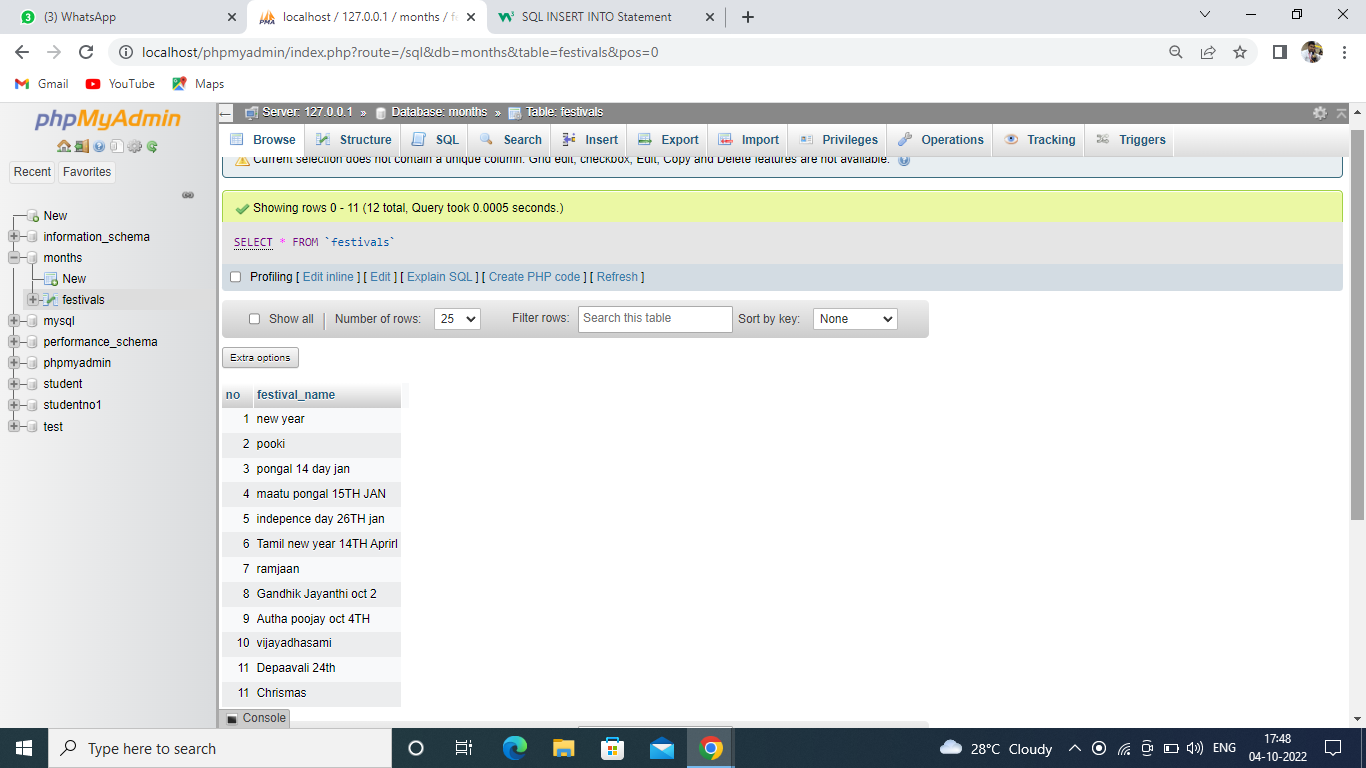 (3) WhatsApp
localhost / 127.0.0.1 / months / fe
SQL INSERT INTO Statement
localhost/phpmyadmin/index.php?route=/sql&db=months&table=festivals&pos=0
Gmail YouTube Maps
phpMyAdmin
Recent Favorites
New
information_schema
months
New
festivals
mysql
performance_schema
phpmyadmin
student
studentno1
test
Server: 127.0.0.1 » Database: months » Table: festivals
Browse Structure SQL Search Insert Export Import Privileges Operations Tracking Triggers
Current selection does not contain a unique column. Grid edit, checkbox, Edit, Copy and Delete features are not available.
Showing rows 0 - 11 (12 total, Query took 0.0005 seconds.)
SELECT * FROM `festivals`
Profiling [ Edit inline ] [ Edit ] [ Explain SQL ] [ Create PHP code ] [ Refresh ]
Show all Number of rows: 25 Filter rows: Search this table Sort by key: None
Extra options
no festival_name
1 new year
2 pooki
3 pongal 14 day jan
4 maatu pongal 15TH JAN
5 indepence day 26TH jan
6 Tamil new year 14TH Aprirl
7 ramjaan
8 Gandhik Jayanthi oct 2
9 Autha poojay oct 4TH
10 vijayadhasami
11 Depaavali 24th
11 Chrismas
Console
Type here to search
28°C Cloudy
ENG
17:48
04-10-2022